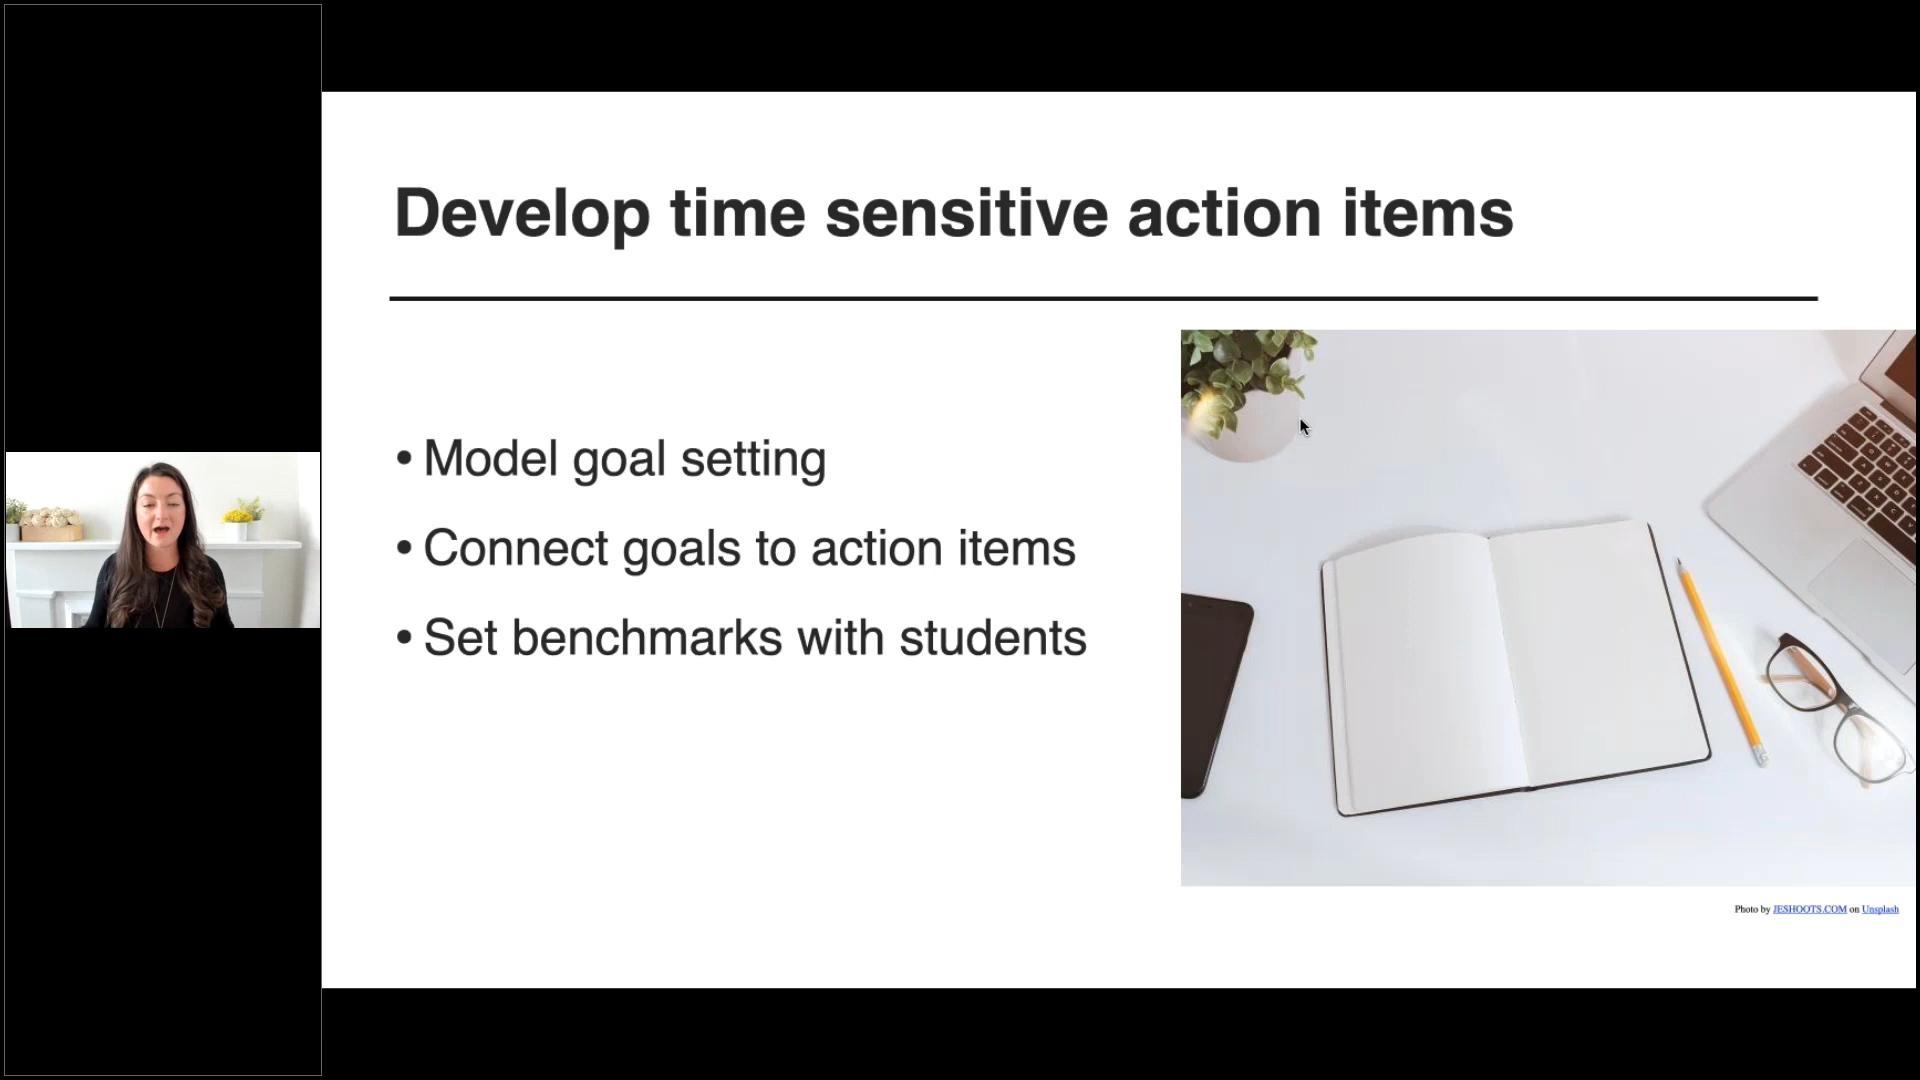 Develop time sensitive action items
• Model goal setting
• Connect goals to action items
• Set benchmarks with students
Photo by JESHOOTS.COM on Unsplash